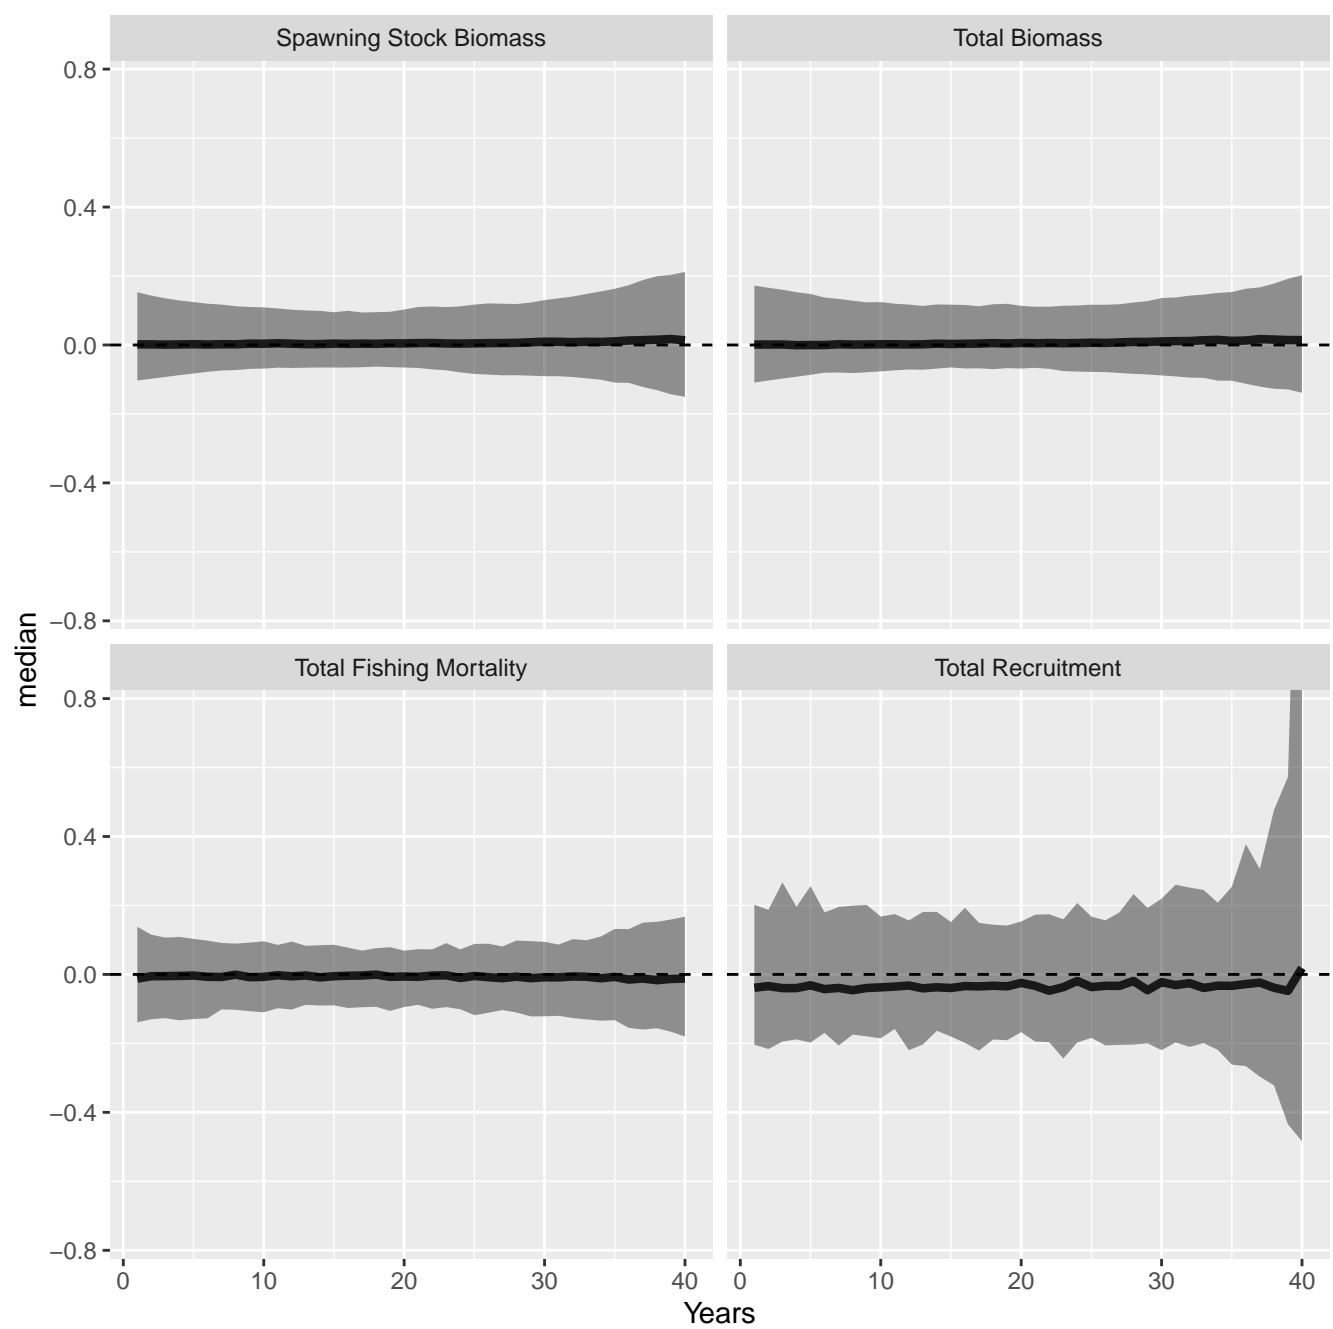 Spawning Stock Biomass
Total Biomass
0.8
0.4
0.0
−0.4
−0.8
Total Fishing Mortality
Total Recruitment
0.8
0.4
0.0
−0.4
−0.8
0 10 20 30 40
0 10 20 30 40
Years
median